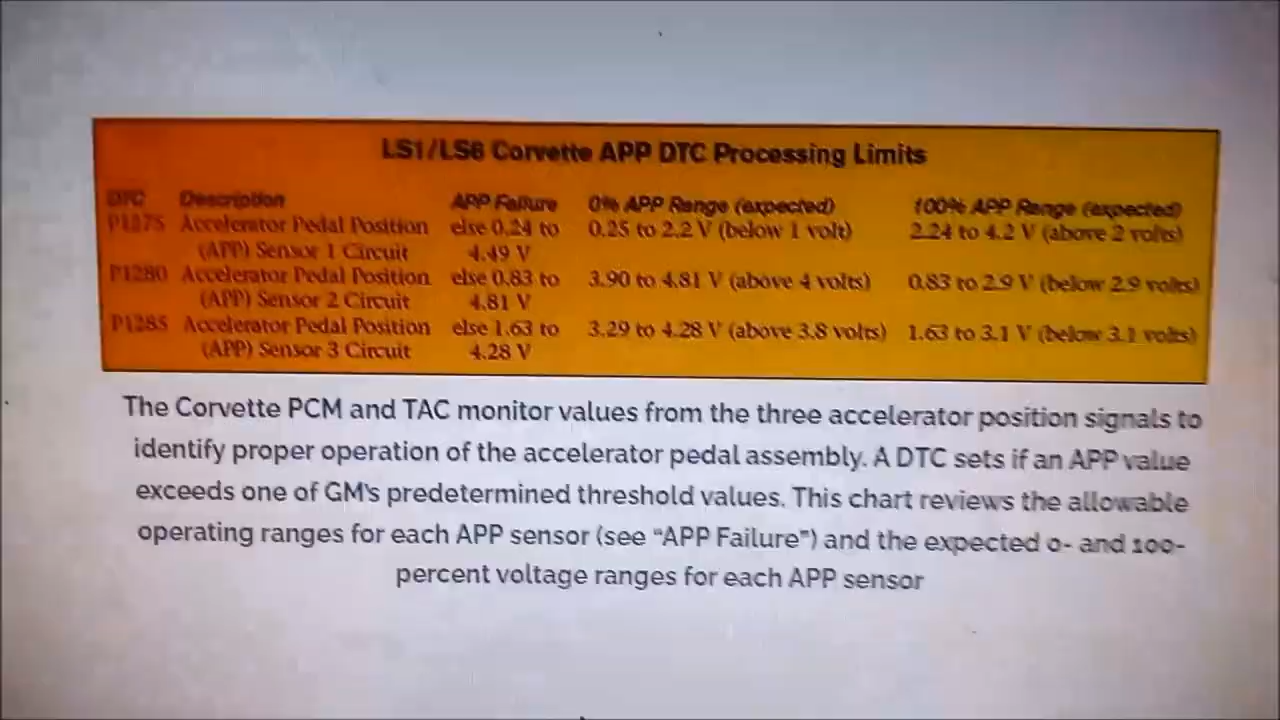 LS1/LS6 Corvette APP DTC Processing Limits
DTC Description APP Failure 0% APP Range (expected) 100% APP Range (expected)
P1275 Accelerator Pedal Position else 0.24 to 0.25 to 2.2 V (below 1 volt) 2.24 to 4.2 V (above 2 volts)
(APP) Sensor 1 Circuit 4.49 V
P1280 Accelerator Pedal Position else 0.83 to 3.90 to 4.81 V (above 4 volts) 0.83 to 2.9 V (below 2.9 volts)
(APP) Sensor 2 Circuit 4.81 V
P1285 Accelerator Pedal Position else 1.63 to 3.29 to 4.28 V (above 3.8 volts) 1.63 to 3.1 V (below 3.1 volts)
(APP) Sensor 3 Circuit 4.28 V
The Corvette PCM and TAC monitor values from the three accelerator position signals to
identify proper operation of the accelerator pedal assembly. A DTC sets if an APP value
exceeds one of GM's predetermined threshold values. This chart reviews the allowable
operating ranges for each APP sensor (see “APP Failure”) and the expected 0- and 100-
percent voltage ranges for each APP sensor